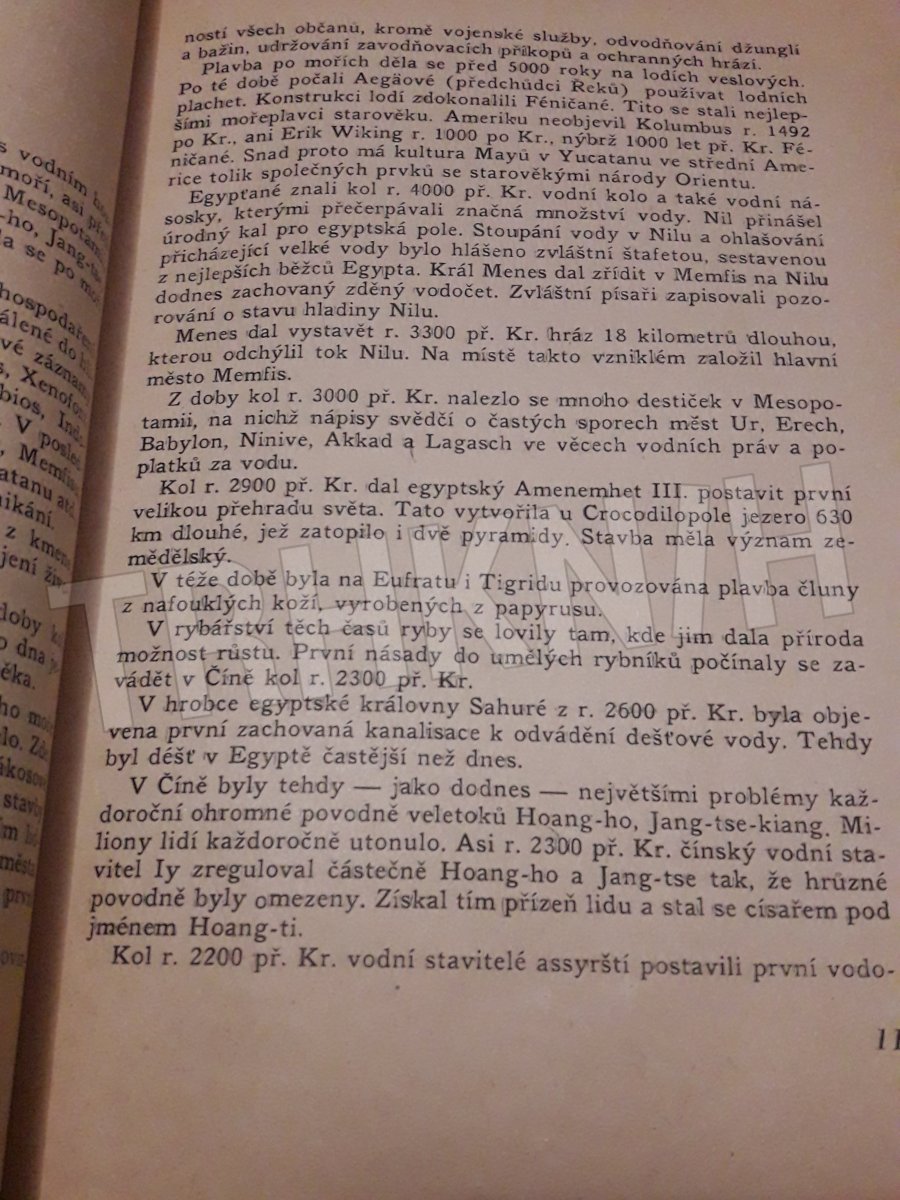 ností všech občanů, kromě vojenské služby, odvodňování džunglí
a bažin, udržování zavodňovacích příkopů a ochranných hrází.
Plavba po mořích děla se před 5000 roky na lodích veslových.
Po té době počali Aegäové (předchůdci Řeků) používat lodních
plachet. Konstrukci lodí zdokonalili Féničané. Tito se stali nejlep-
šími mořeplavci starověku. Ameriku neobjevil Kolumbus r. 1492
po Kr., ani Erik Wiking r. 1000 po Kr., nýbrž 1000 let př. Kr. Fé-
ničané. Snad proto má kultura Mayů v Yucatanu ve střední Ame-
rice tolik společných prvků se starověkými národy Orientu.
Egypťané znali kol r. 4000 př. Kr. vodní kolo a také vodní ná-
sosky, kterými přečerpávali značná množství vody. Nil přinášel
úrodný kal pro egyptská pole. Stoupání vody v Nilu a ohlašování
přicházející velké vody bylo hlášeno zvláštní štafetou, sestavenou
z nejlepších běžců Egypta. Král Menes dal zřídit v Memfis na Nilu
dodnes zachovaný zděný vodočet. Zvláštní písaři zapisovali pozo-
rování o stavu hladiny Nilu.
Menes dal vystavět r. 3300 př. Kr. hráz 18 kilometrů dlouhou,
kterou odchýlil tok Nilu. Na místě takto vzniklém založil hlavní
město Memfis.
Z doby kol r. 3000 př. Kr. nalezlo se mnoho destiček v Mesopo-
tamii, na nichž nápisy svědčí o častých sporech měst Ur, Erech,
Babylon, Ninive, Akkad a Lagasch ve věcech vodních práv a po-
platků za vodu.
Kol r. 2900 př. Kr. dal egyptský Amenemhet III. postavit první
velikou přehradu světa. Tato vytvořila u Crocodilopole jezero 630
km dlouhé, jež zatopilo i dvě pyramidy. Stavba měla význam ze-
mědělský.
V téže době byla na Eufratu i Tigridu provozována plavba čluny
z nafouklých koží, vyrobených z papyrusu.
V rybářství těch časů ryby se lovily tam, kde jim dala příroda
možnost růstu. První násady do umělých rybníků počínaly se za-
vádět v Číně kol r. 2300 př. Kr.
V hrobce egyptské královny Sahuré z r. 2600 př. Kr. byla obje-
vena první zachovaná kanalisace k odvádění dešťové vody. Tehdy
byl déšť v Egyptě častější než dnes.
V Číně byly tehdy — jako dodnes — největšími problémy kaž-
doroční ohromné povodně veletoků Hoang-ho, Jang-tse-kiang. Mi-
liony lidí každoročně utonulo. Asi r. 2300 př. Kr. čínský vodní sta-
vitel Iy zreguloval částečně Hoang-ho a Jang-tse tak, že hrůzné
povodně byly omezeny. Získal tím přízeň lidu a stal se císařem pod
jménem Hoang-ti.
Kol r. 2200 př. Kr. vodní stavitelé assyrští postavili první vodo-
11